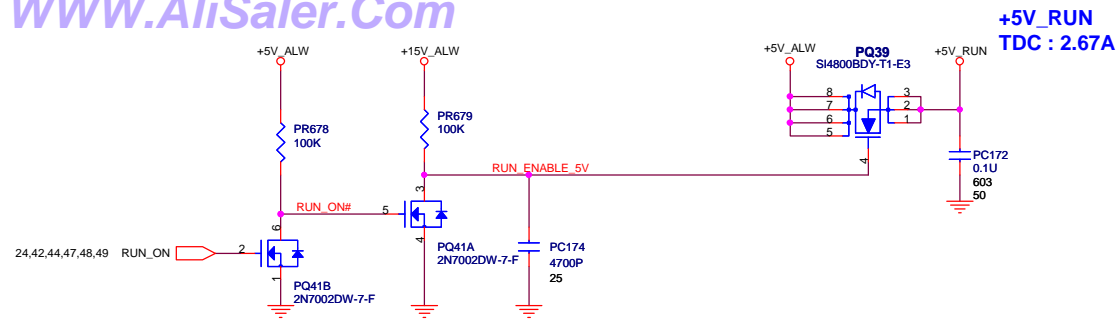 WWW.AliSaler.Com
+5V_RUN
TDC : 2.67A
+5V_ALW
+15V_ALW
+5V_ALW
PQ39
SI4800BDY-T1-E3
+5V_RUN
8
7
6
5
3
2
1
4
PR678
100K
PR679
100K
RUN_ENABLE_5V
PC172
0.1U
603
50
RUN_ON#
5
3
4
PQ41A
2N7002DW-7-F
PC174
4700P
25
24,42,44,47,48,49
RUN_ON
2
6
1
PQ41B
2N7002DW-7-F